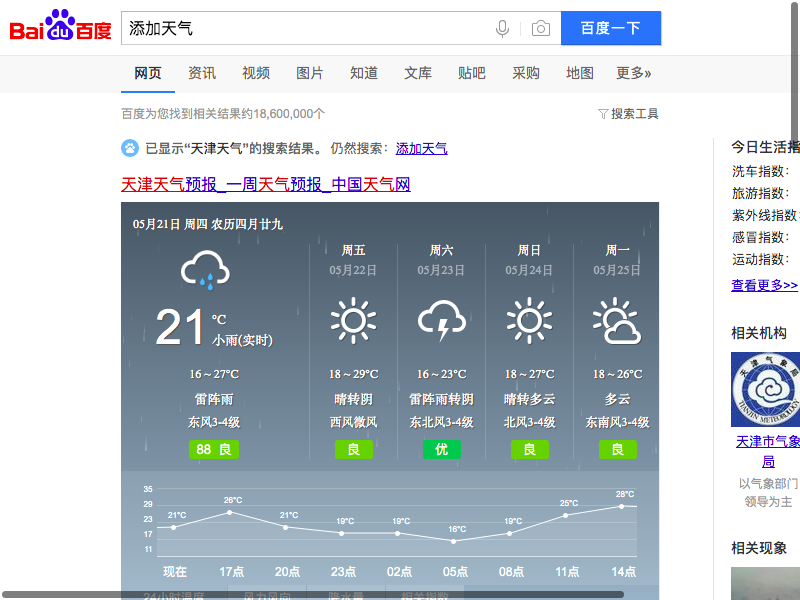 Bai du 百度
添加天气
百度一下
网页 资讯 视频 图片 知道 文库 贴吧 采购 地图 更多»
百度为您找到相关结果约18,600,000个
搜索工具
已显示“天津天气”的搜索结果。仍然搜索：添加天气
天津天气预报_一周天气预报_中国天气网
05月21日 周四 农历四月廿九
21 ℃
小雨(实时)
16～27℃
雷阵雨
东风3-4级
88 良
周五
05月22日
18～29℃
晴转阴
西风微风
良
周六
05月23日
16～23℃
雷阵雨转阴
东北风3-4级
优
周日
05月24日
18～27℃
晴转多云
北风3-4级
良
周一
05月25日
18～26℃
多云
东南风3-4级
良
35
29
23
17
11
21°C 26°C 21°C 19°C 19°C 16°C 19°C 25°C 28°C
现在 17点 20点 23点 02点 05点 08点 11点 14点
24小时温度 风力风向 降水量 相关指数
今日生活指
洗车指数：
旅游指数：
紫外线指数：
感冒指数：
运动指数：
查看更多>>
相关机构
天津气象局
TIANJIN METEOROLOGY
天津市气象
局
以气象部门
领导为主
相关现象